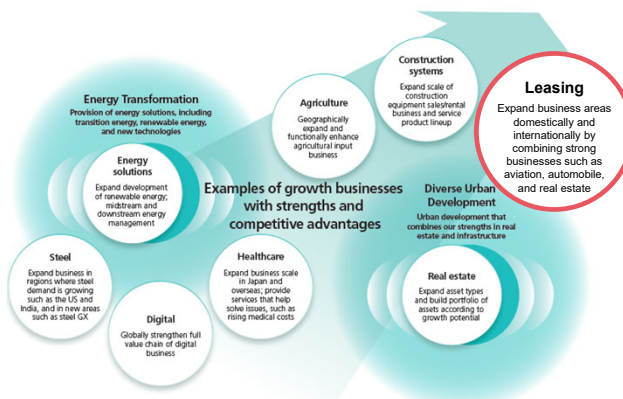 Energy Transformation
Provision of energy solutions, including
transition energy, renewable energy,
and new technologies
Energy
solutions
Expand development
of renewable energy;
midstream and
downstream energy
management
Agriculture
Geographically
expand and
functionally enhance
agricultural input
business
Construction
systems
Expand scale of
construction
equipment sales/rental
business and service
product lineup
Leasing
Expand business areas
domestically and
internationally by
combining strong
businesses such as
aviation, automobile,
and real estate
Examples of growth businesses
with strengths and
competitive advantages
Diverse Urban
Development
Urban development that
combines our strengths in real
estate and infrastructure
Steel
Expand business in
regions where steel
demand is growing
such as the US and
India, and in new areas
such as steel GX
Digital
Globally strengthen full
value chain of digital
business
Healthcare
Expand business scale
in Japan and
overseas; provide
services that help
solve issues, such as
rising medical costs
Real estate
Expand asset types
and build portfolio of
assets according to
growth potential